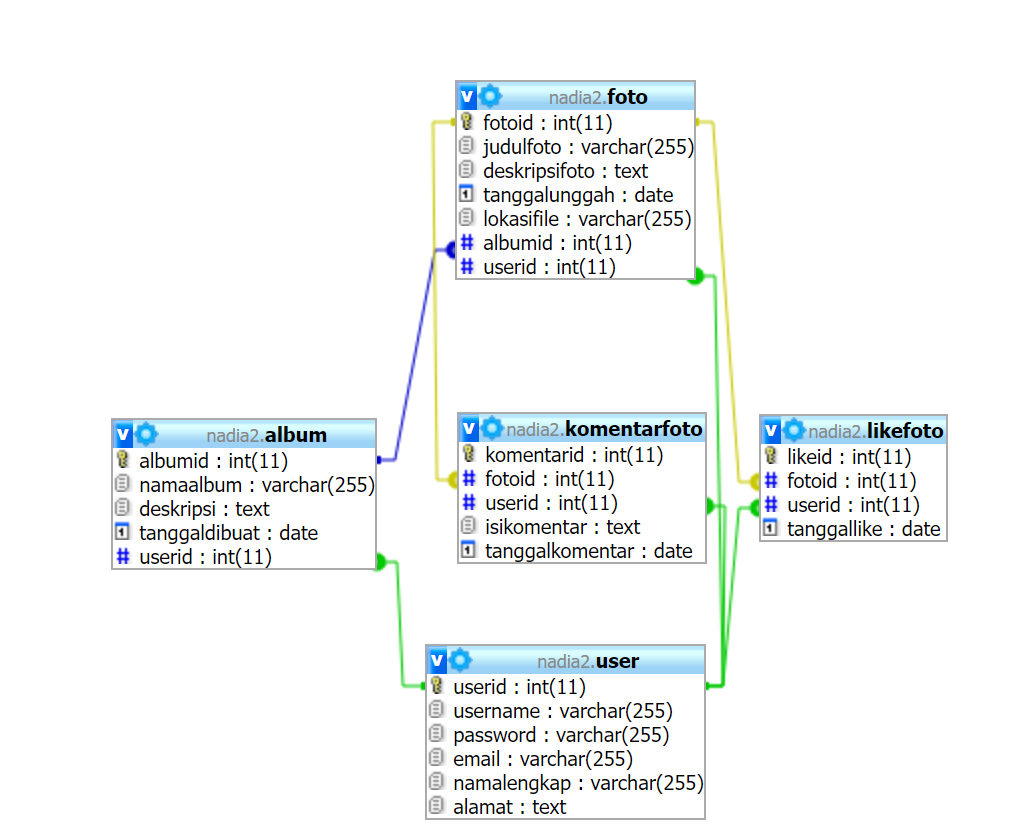 nadia2.foto
fotoid : int(11)
judulfoto : varchar(255)
deskripsifoto : text
tanggalunggah : date
lokasifile : varchar(255)
albumid : int(11)
userid : int(11)
v nadia2.album
albumid : int(11)
namaalbum : varchar(255)
deskripsi : text
tanggaldibuat : date
userid : int(11)
v nadia2.komentarfoto
komentarid : int(11)
fotoid : int(11)
userid : int(11)
isikomentar : text
tanggalkomentar : date
v nadia2.likefoto
likeid : int(11)
fotoid : int(11)
userid : int(11)
tanggallike : date
v nadia2.user
userid : int(11)
username : varchar(255)
password : varchar(255)
email : varchar(255)
namalengkap : varchar(255)
alamat : text